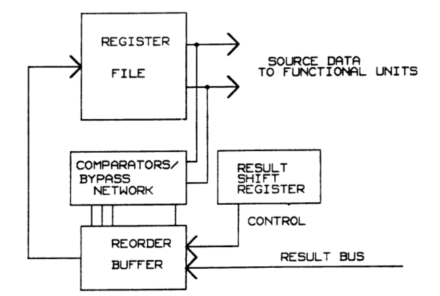 REGISTER
FILE
SOURCE DATA
TO FUNCTIONAL UNITS
COMPARATORS/
BYPASS
NETWORK
RESULT
SHIFT
REGISTER
CONTROL
REORDER
BUFFER
RESULT BUS